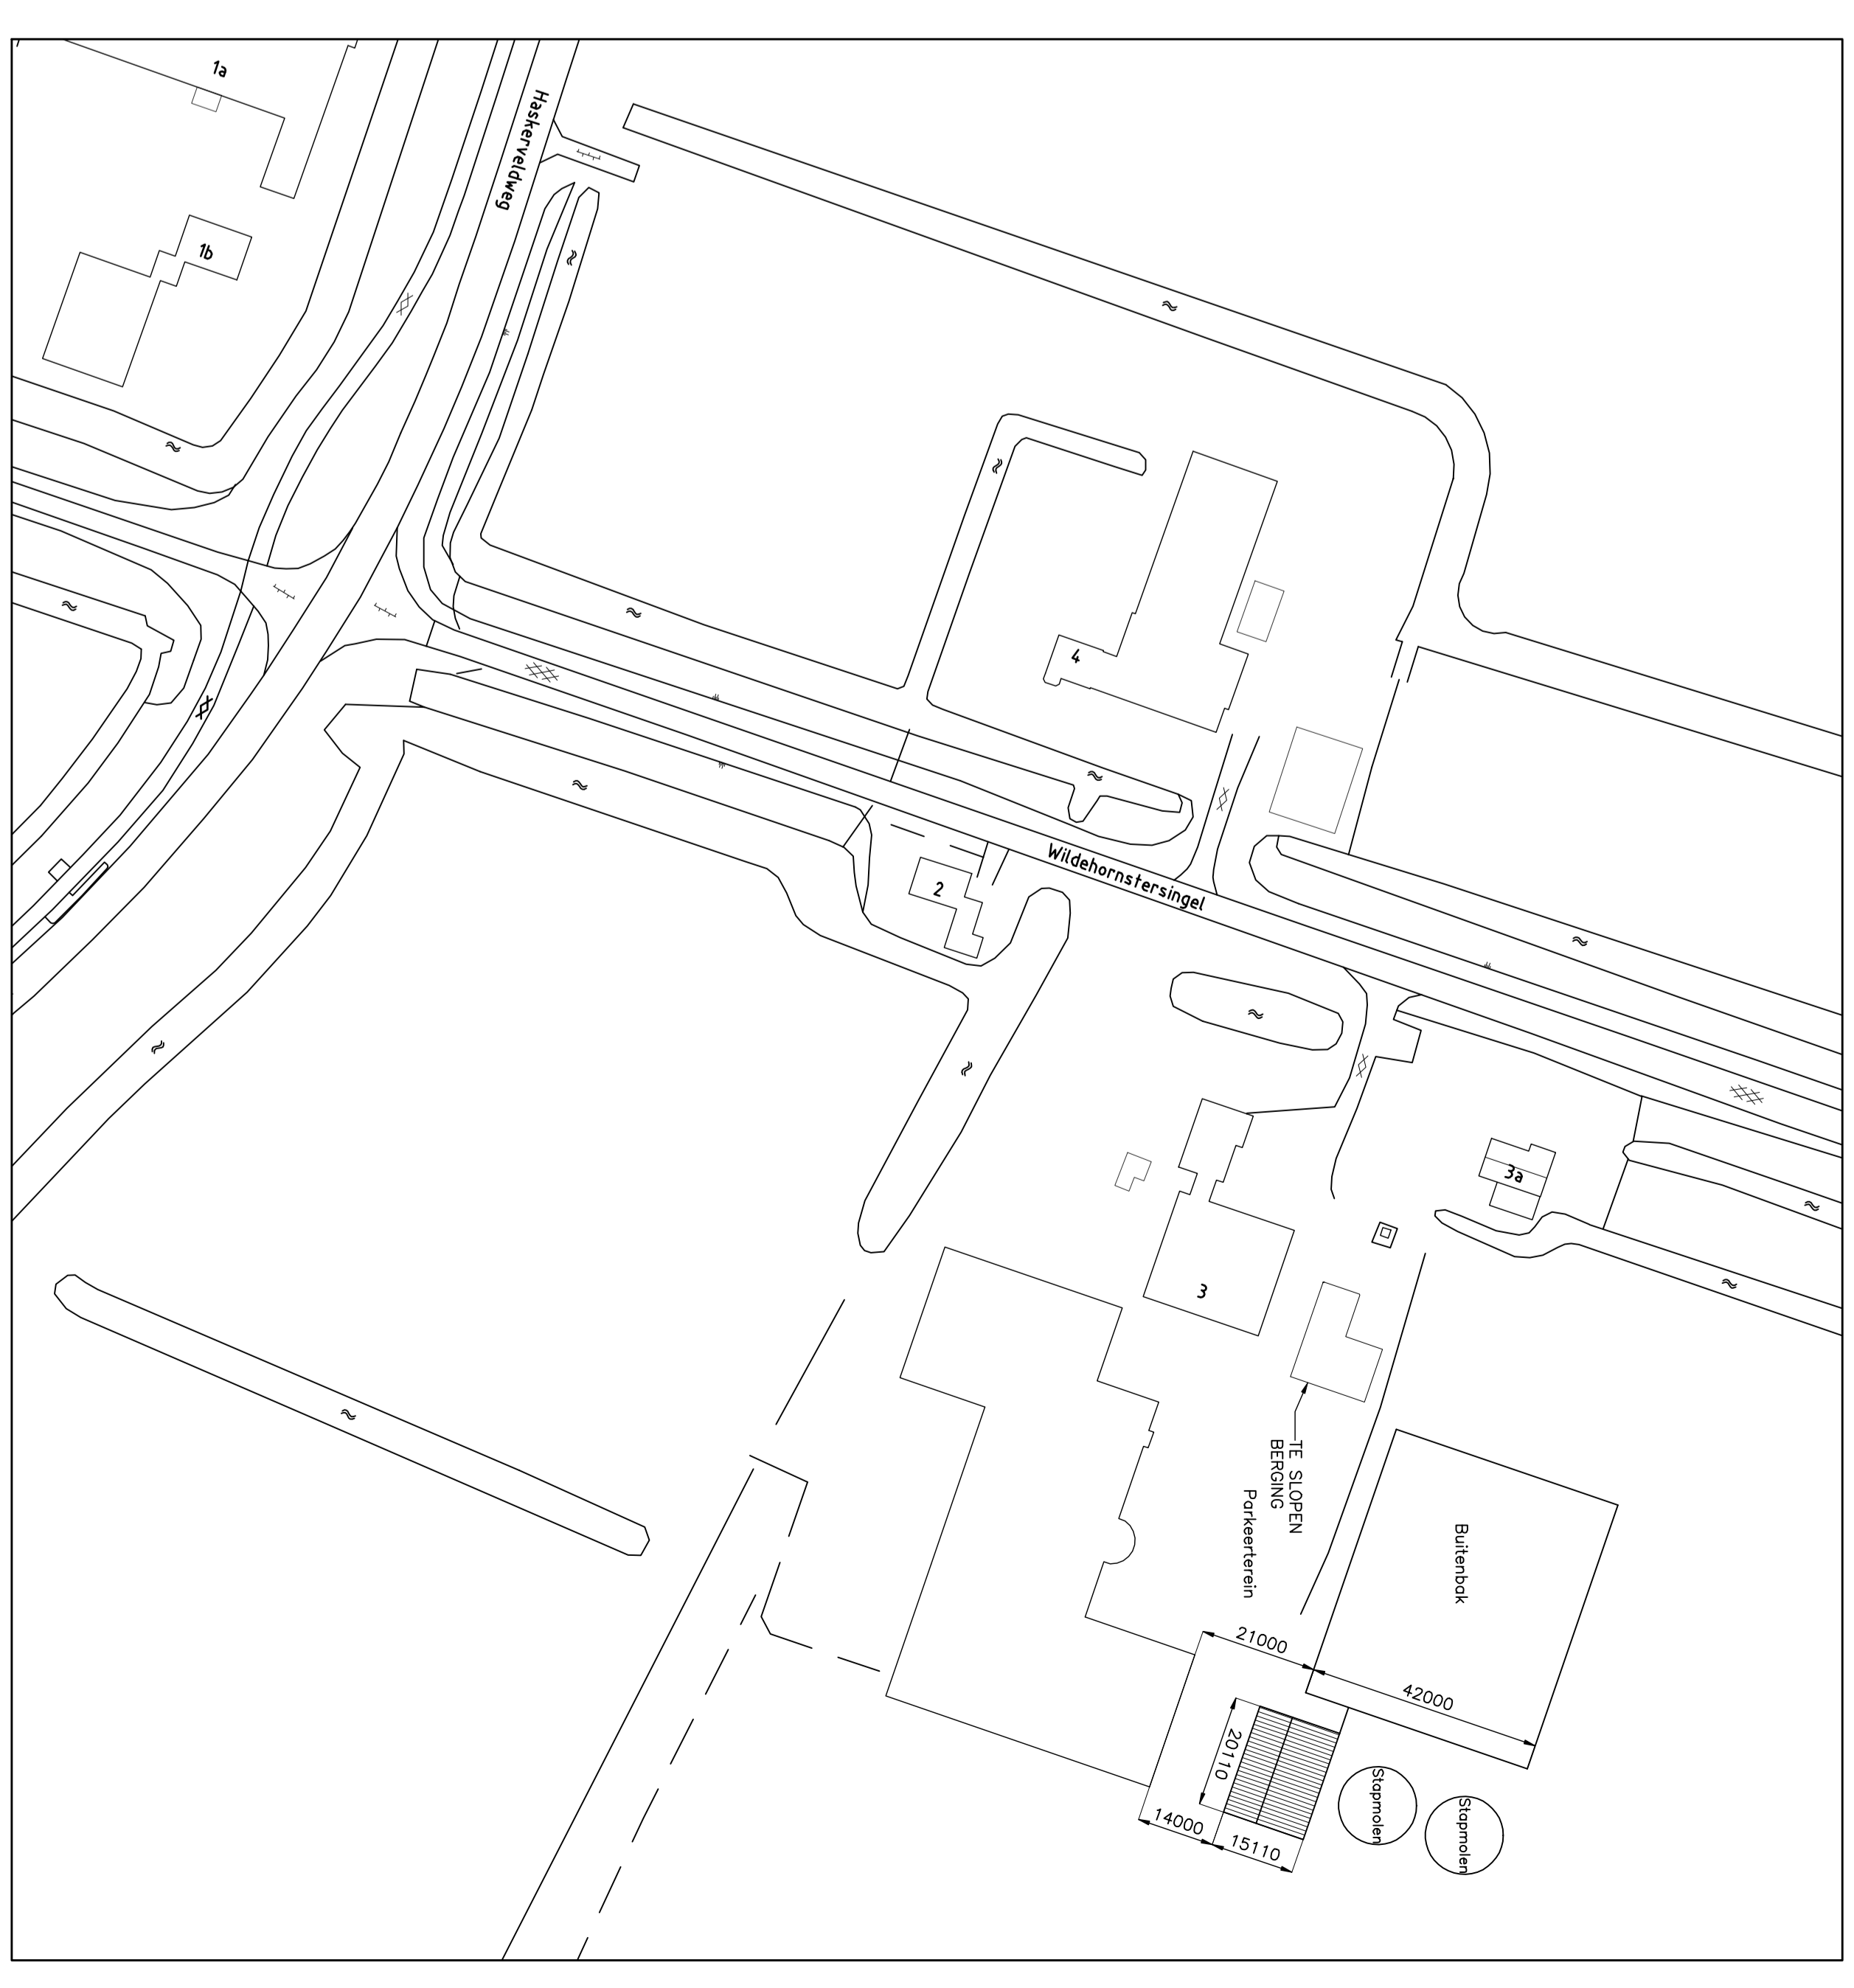 1a
1b
Haskerveldweg
4
2
Wildehornstersingel
3a
3
TE SLOPEN
BERGING
Parkeerterein
Buitenbak
21000
42000
20110
14000
15110
Stapmolen
Stapmolen